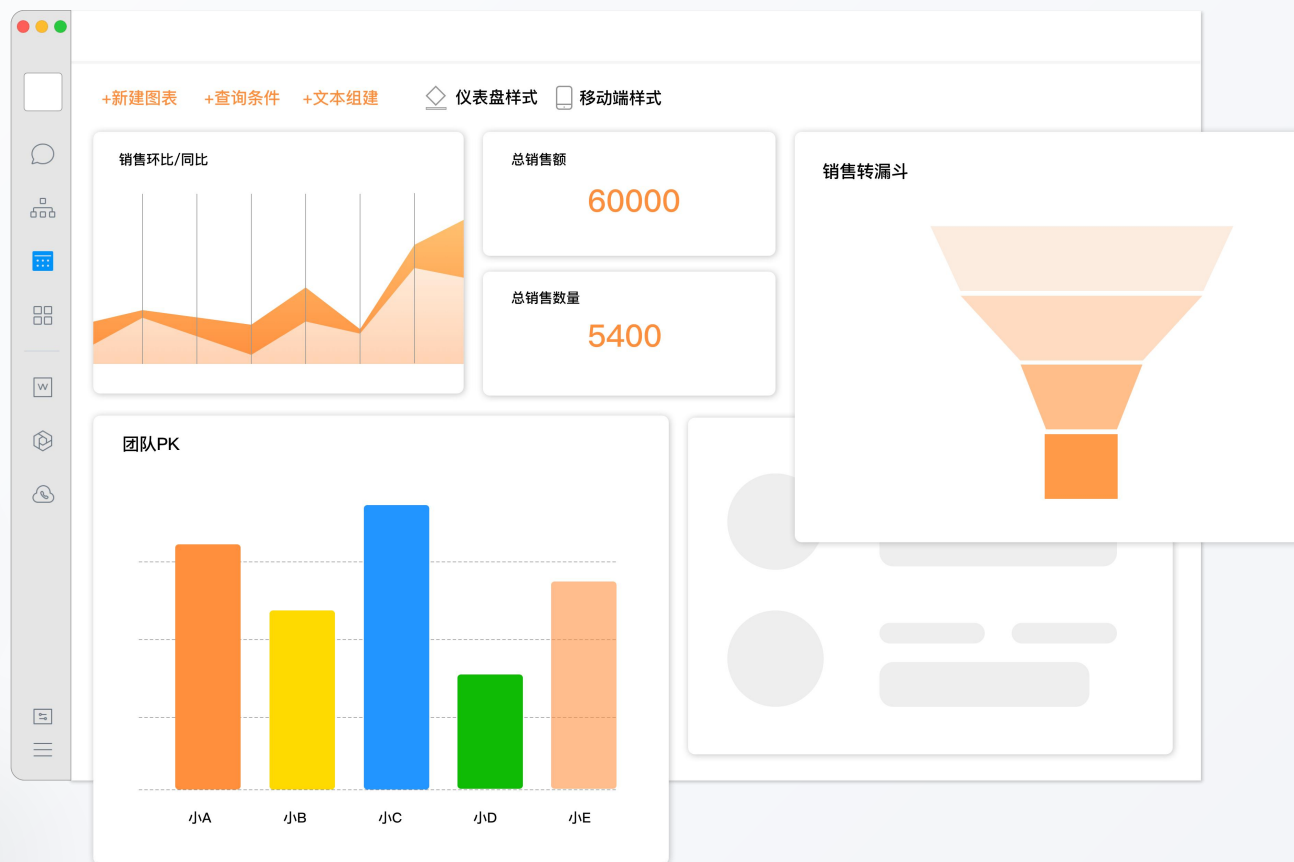 +新建图表 +查询条件 +文本组建 仪表盘样式 移动端样式
销售环比/同比
总销售额
60000
总销售数量
5400
销售转漏斗
团队PK
小A 小B 小C 小D 小E
W